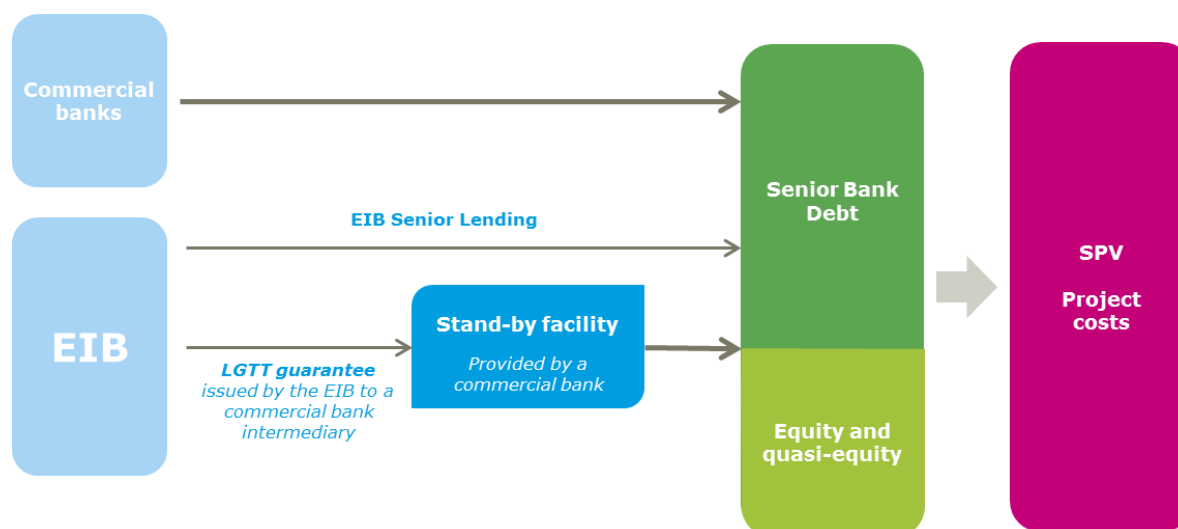 Commercial
banks
EIB Senior Lending
EIB
LGTT guarantee
issued by the EIB to a
commercial bank
intermediary
Stand-by facility
Provided by a
commercial bank
Senior Bank
Debt
Equity and
quasi-equity
SPV
Project
costs